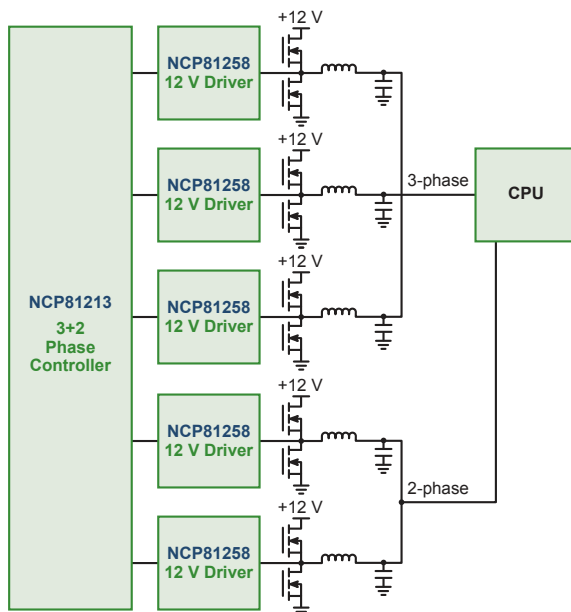 +12 V
NCP81258
12 V Driver
+12 V
NCP81258
12 V Driver
3-phase
CPU
+12 V
NCP81213
3+2
Phase
Controller
NCP81258
12 V Driver
+12 V
NCP81258
12 V Driver
2-phase
+12 V
NCP81258
12 V Driver